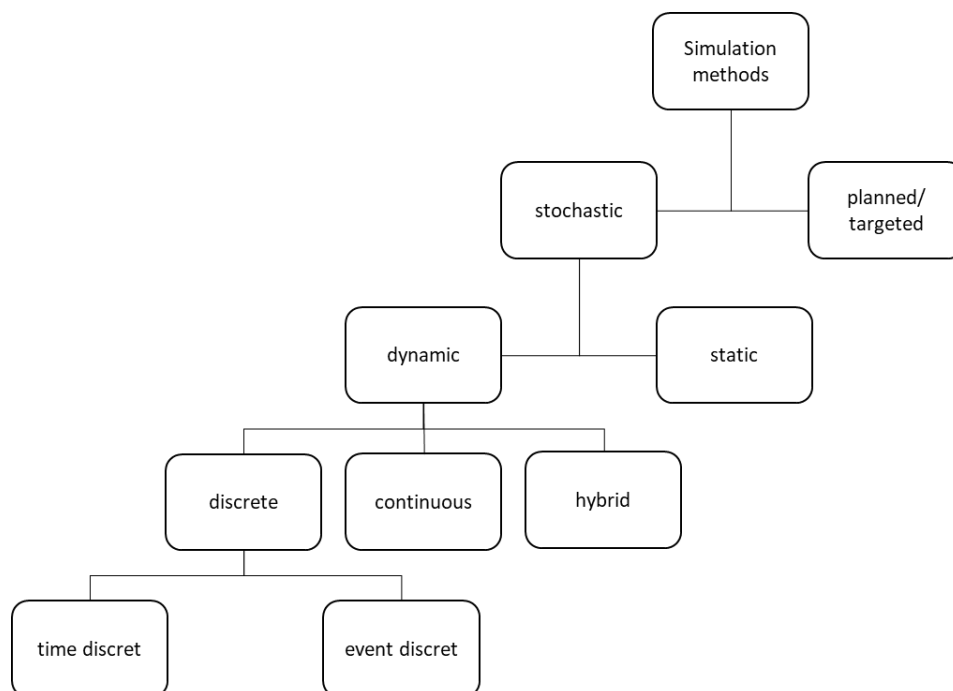 Simulation
methods
stochastic
planned/
targeted
dynamic
static
discrete
continuous
hybrid
time discret
event discret